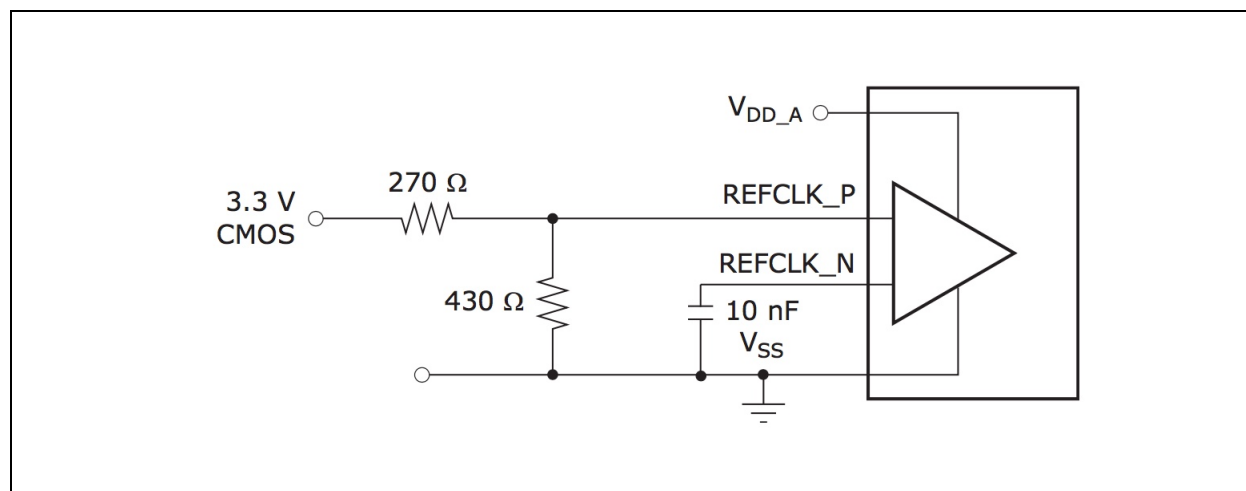 V_DD_A
270 Ω
3.3 V
CMOS
REFCLK_P
REFCLK_N
430 Ω
10 nF
V_SS